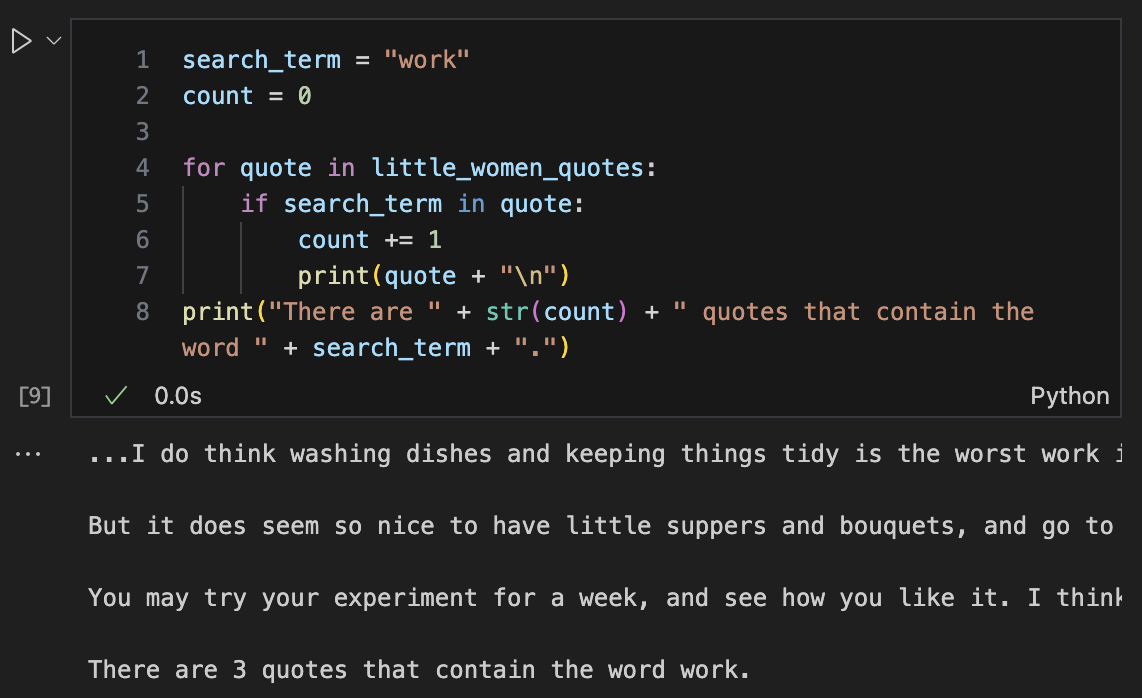 1 search_term = "work"
2 count = 0
3
4 for quote in little_women_quotes:
5     if search_term in quote:
6         count += 1
7         print(quote + "\n")
8 print("There are " + str(count) + " quotes that contain the
word " + search_term + ".")
[9] ✓ 0.0s Python
... ...I do think washing dishes and keeping things tidy is the worst work
But it does seem so nice to have little suppers and bouquets, and go to
You may try your experiment for a week, and see how you like it. I think
There are 3 quotes that contain the word work.